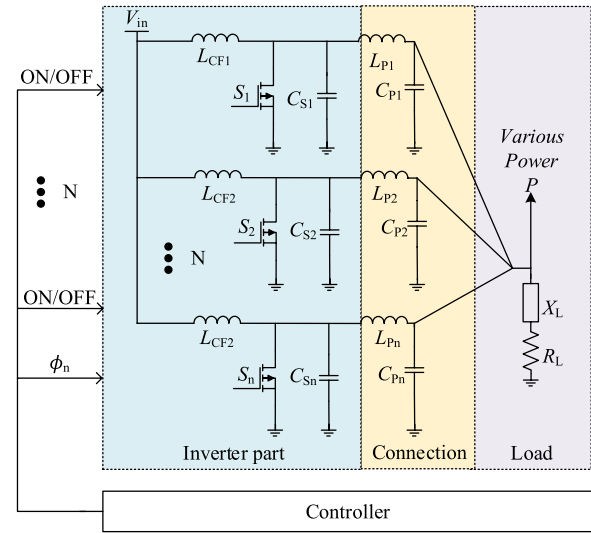 V_in
L_CF1
L_P1
ON/OFF
S_1
C_S1
C_P1
Various
Power
P
N
L_CF2
L_P2
S_2
C_S2
C_P2
N
ON/OFF
X_L
L_CF2
L_Pn
R_L
ϕ_n
S_n
C_Sn
C_Pn
Inverter part
Connection
Load
Controller